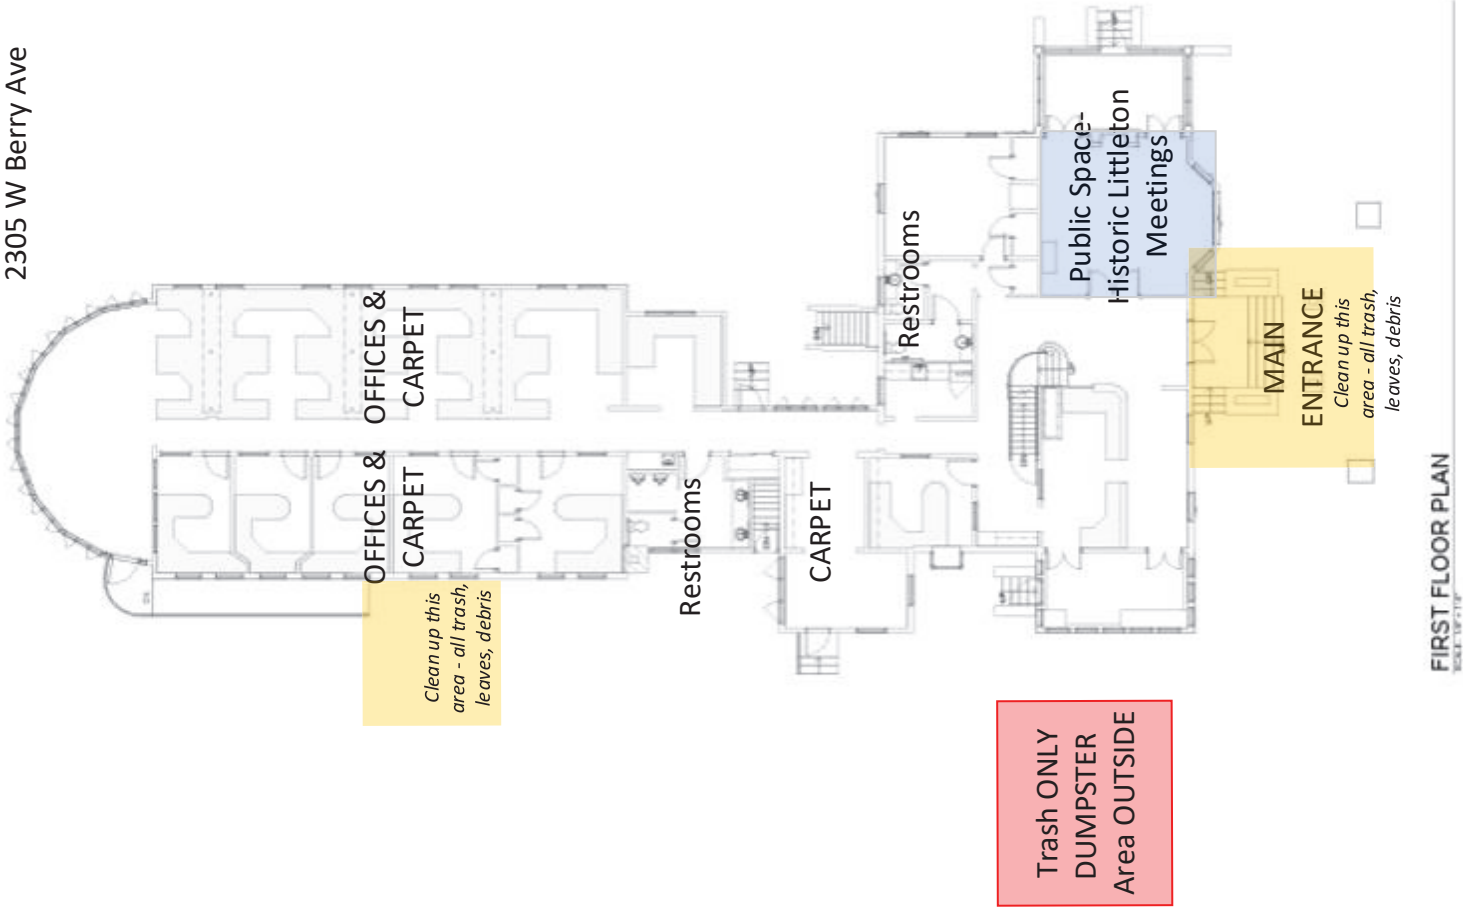 2305 W Berry Ave
OFFICES &
CARPET
OFFICES &
CARPET
Clean up this
area - all trash,
leaves, debris
Restrooms
CARPET
Restrooms
Public Space-
Historic Littleton
Meetings
MAIN
ENTRANCE
Clean up this
area - all trash,
leaves, debris
Trash ONLY
DUMPSTER
Area OUTSIDE
FIRST FLOOR PLAN